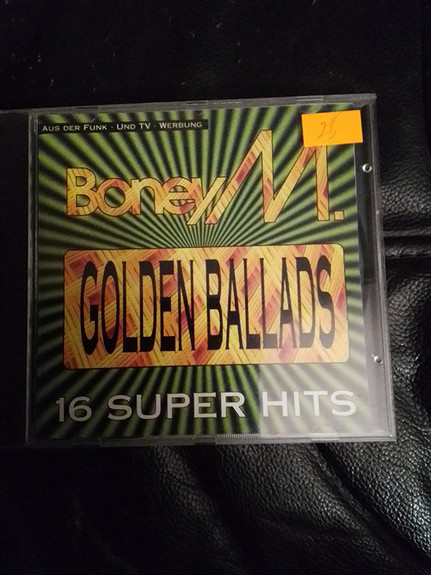 AUS DER FUNK - UND TV - WERBUNG
25
Boney M.
GOLDEN BALLADS
16 SUPER HITS